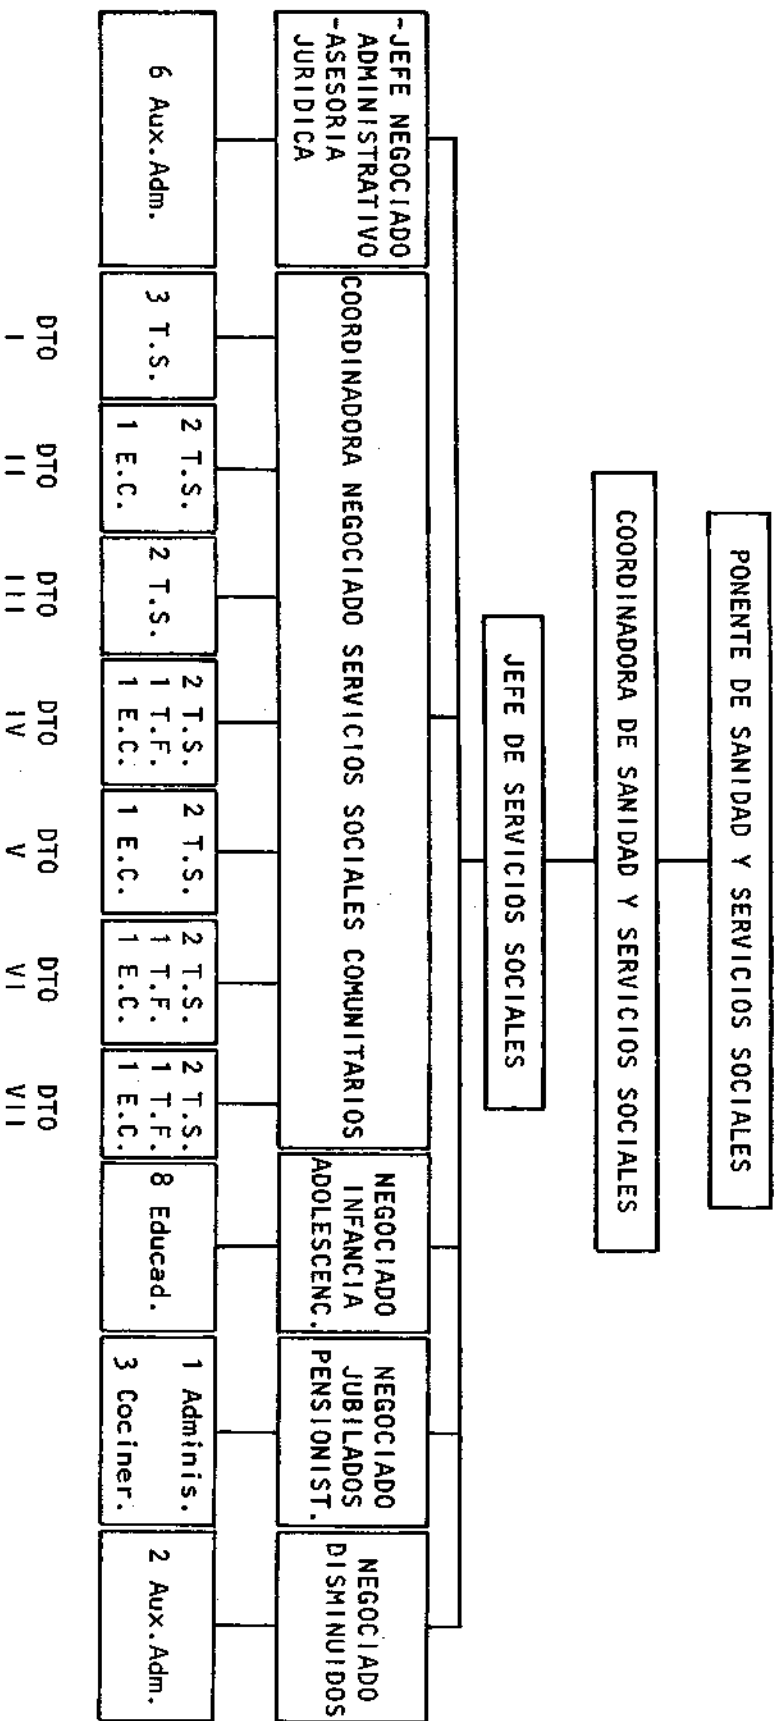 PONENTE DE SANIDAD Y SERVICIOS SOCIALES
COORDINADORA DE SANIDAD Y SERVICIOS SOCIALES
JEFE DE SERVICIOS SOCIALES
-JEFE NEGOCIADO
ADMINISTRATIVO
-ASESORIA
JURIDICA
COORDINADORA NEGOCIADO SERVICIOS SOCIALES COMUNITARIOS
NEGOCIADO
INFANCIA
ADOLESCENC.
NEGOCIADO
JUBILADOS
PENSIONIST.
NEGOCIADO
DISMINUIDOS
6 Aux.Adm.
3 T.S.
2 T.S.
1 E.C.
2 T.S.
2 T.S.
1 T.F.
1 E.C.
2 T.S.
1 E.C.
2 T.S.
1 T.F.
1 E.C.
2 T.S.
1 T.F.
1 E.C.
8 Educad.
1 Adminis.
3 Cociner.
2 Aux.Adm.
DTO
I
DTO
II
DTO
III
DTO
IV
DTO
V
DTO
VI
DTO
VII